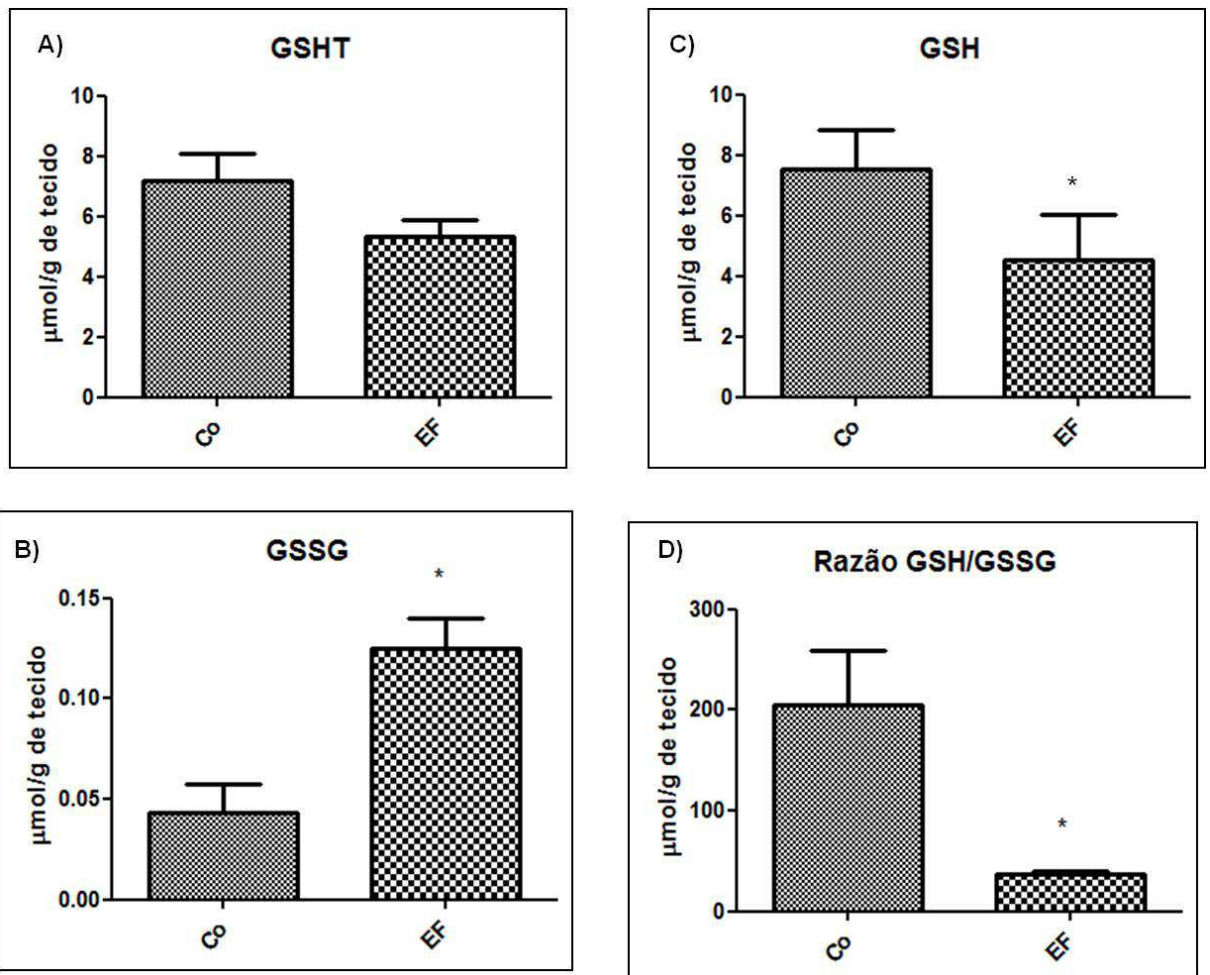 A)
GSHT
µmol/g de tecido
10
8
6
4
2
0
Co
EF
C)
GSH
µmol/g de tecido
10
8
6
4
2
0
*
Co
EF
B)
GSSG
µmol/g de tecido
0.15
0.10
0.05
0.00
*
Co
EF
D)
Razão GSH/GSSG
µmol/g de tecido
300
200
100
0
*
Co
EF